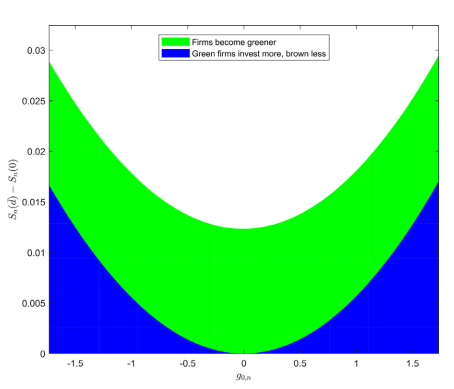 Firms become greener
Green firms invest more, brown less
0.03
0.025
0.02
0.015
0.01
0.005
0
-1.5 -1 -0.5 0 0.5 1 1.5
S_n(d) − S_n(0)
g_{0,n}